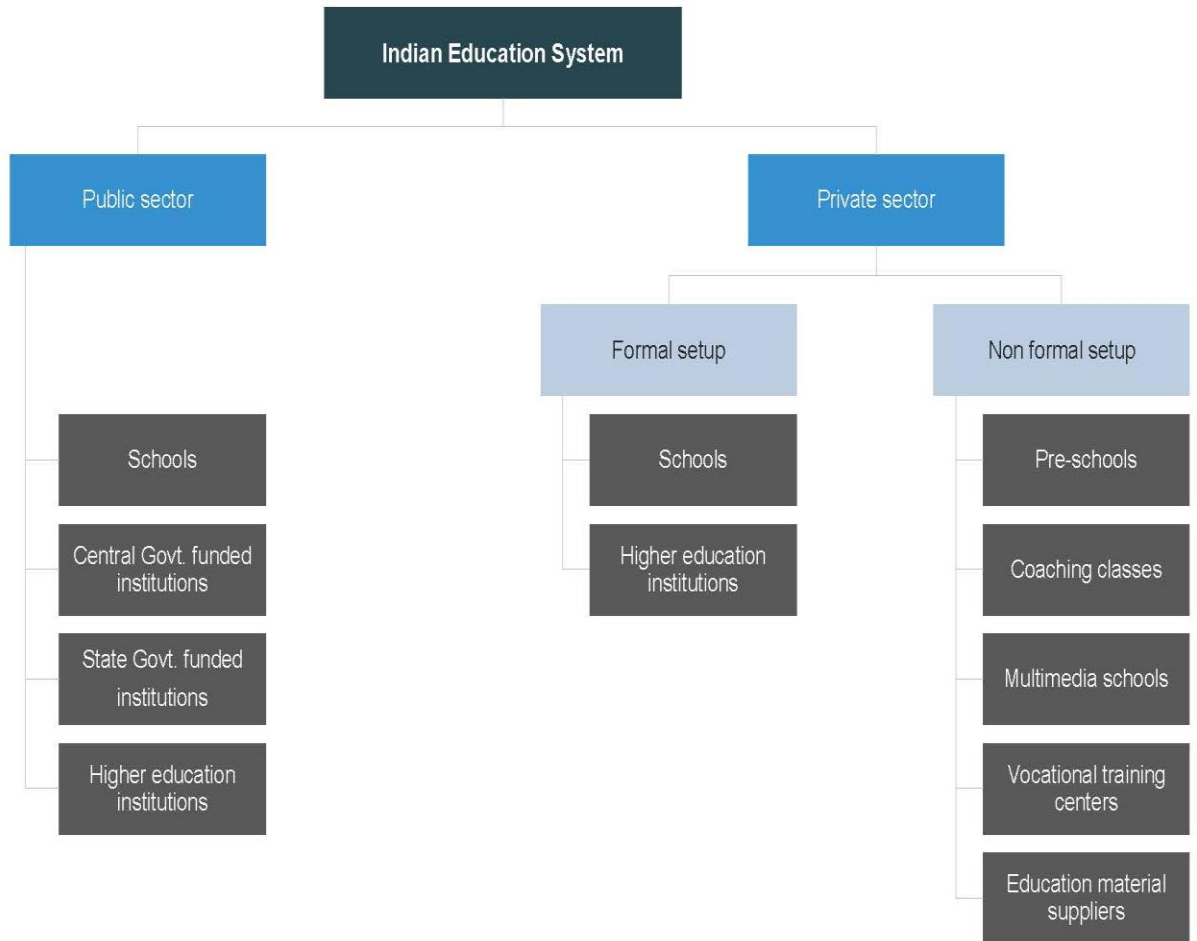 Indian Education System
Public sector
Private sector
Formal setup
Non formal setup
Schools
Central Govt. funded
institutions
State Govt. funded
institutions
Higher education
institutions
Schools
Higher education
institutions
Pre-schools
Coaching classes
Multimedia schools
Vocational training
centers
Education material
suppliers